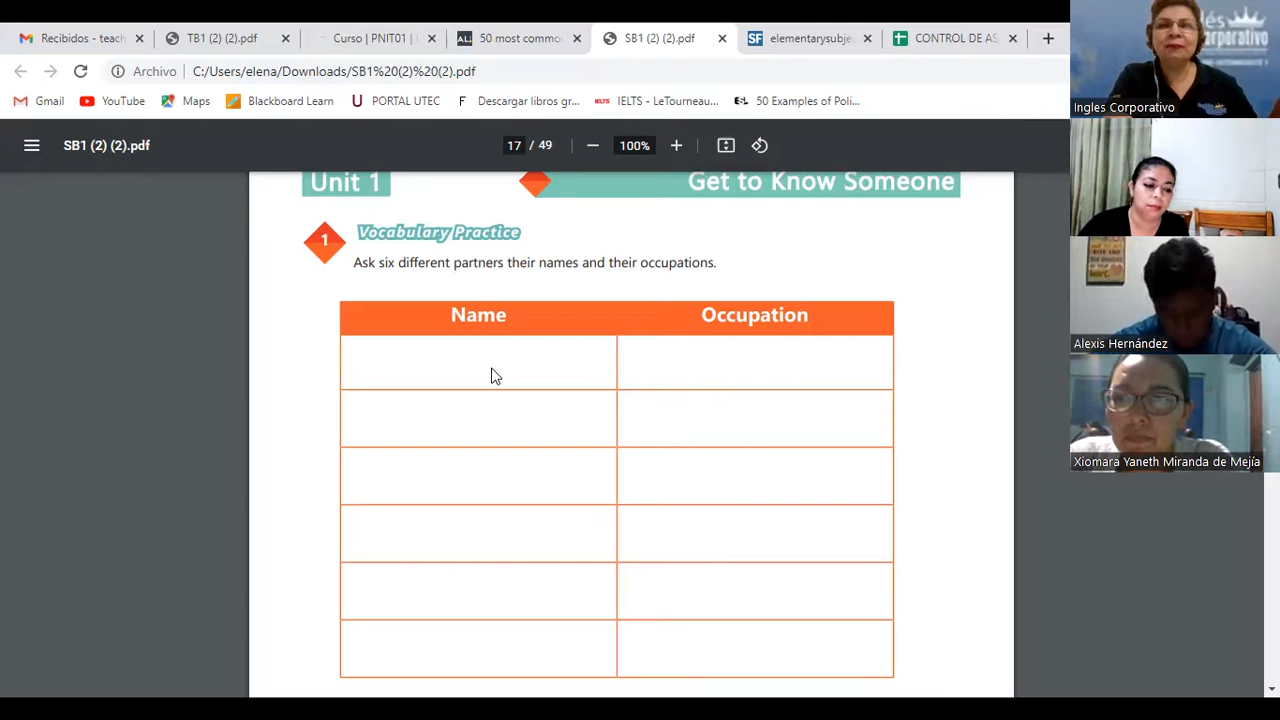 Recibidos - teach
TB1 (2) (2).pdf
Curso | PNIT01 |
50 most commo
SB1 (2) (2).pdf
elementarysubje
CONTROL DE AS
Archivo
C:/Users/elena/Downloads/SB1%20(2)%20(2).pdf
Gmail
YouTube
Maps
Blackboard Learn
PORTAL UTEC
Descargar libros gr...
IELTS - LeTourneau...
50 Examples of Poli...
SB1 (2) (2).pdf
17 / 49
100%
Unit 1
Get to Know Someone
1
Vocabulary Practice
Ask six different partners their names and their occupations.
Name
Occupation
Ingles Corporativo
Alexis Hernández
Xiomara Yaneth Miranda de Mejía